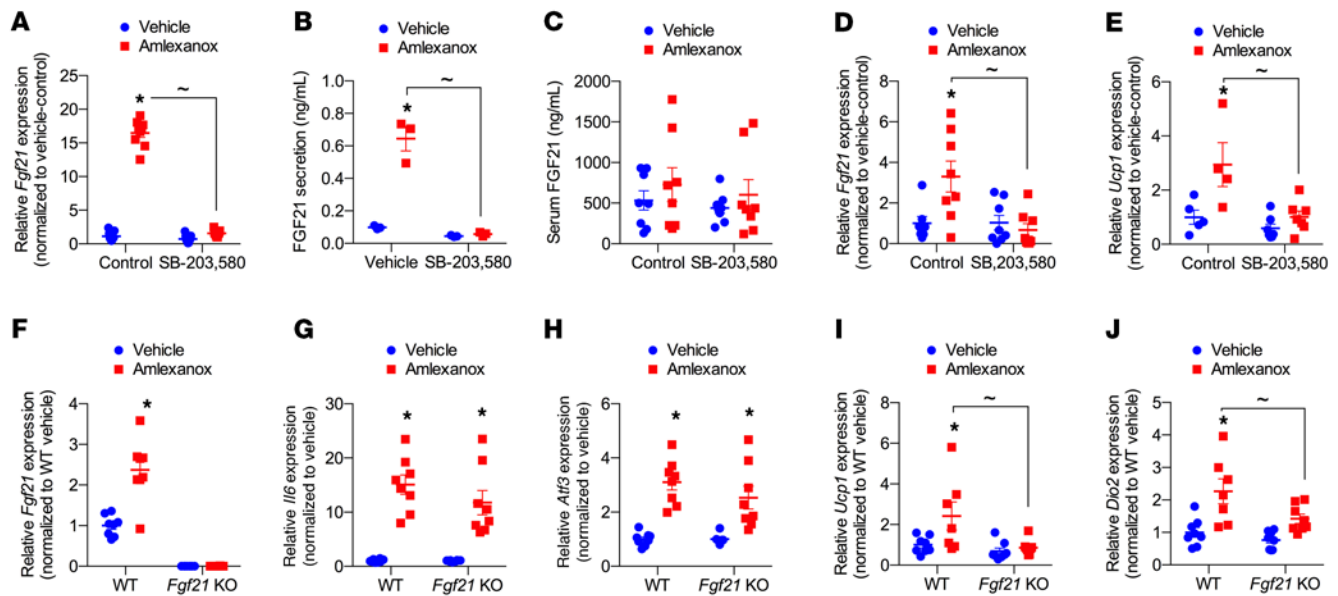 A
Vehicle
Amlexanox
Relative Fgf21 expression
(normalized to vehicle-control)
25
20
15
10
5
0
*
~
Control SB-203,580
B
Vehicle
Amlexanox
FGF21 secretion (ng/mL)
1.0
0.8
0.6
0.4
0.2
0.0
*
~
Vehicle SB-203,580
C
Vehicle
Amlexanox
Serum FGF21 (ng/mL)
2000
1500
1000
500
0
Control SB-203,580
D
Vehicle
Amlexanox
Relative Fgf21 expression
(normalized to vehicle-control)
8
6
4
2
0
*
~
Control SB,203,580
E
Vehicle
Amlexanox
Relative Ucp1 expression
(normalized to vehicle-control)
6
4
2
0
*
~
Control SB-203,580
F
Vehicle
Amlexanox
Relative Fgf21 expression
(normalized to WT vehicle)
4
3
2
1
0
*
WT Fgf21 KO
G
Vehicle
Amlexanox
Relative Il6 expression
(normalized to vehicle)
30
20
10
0
* *
WT Fgf21 KO
H
Vehicle
Amlexanox
Relative Atf3 expression
(normalized to vehicle)
6
4
2
0
* *
WT Fgf21 KO
I
Vehicle
Amlexanox
Relative Ucp1 expression
(normalized to WT vehicle)
8
6
4
2
0
*
~
WT Fgf21 KO
J
Vehicle
Amlexanox
Relative Dio2 expression
(normalized to WT vehicle)
5
4
3
2
1
0
*
~
WT Fgf21 KO